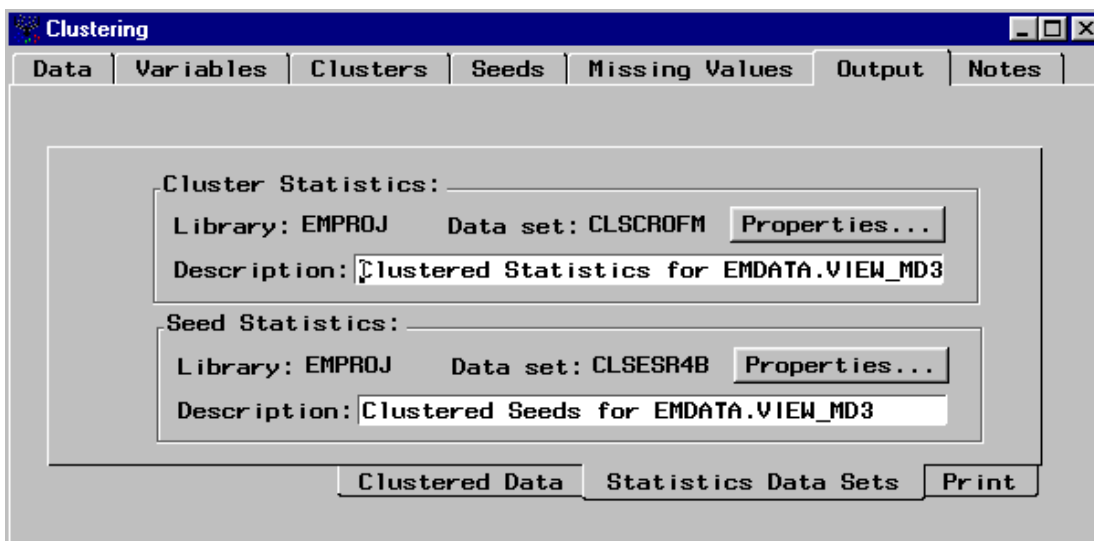 Clustering
Data Variables Clusters Seeds Missing Values Output Notes
Cluster Statistics:
Library: EMPROJ Data set: CLSCROFM Properties...
Description: Clustered Statistics for EMDATA.VIEW_MD3
Seed Statistics:
Library: EMPROJ Data set: CLSESR4B Properties...
Description: Clustered Seeds for EMDATA.VIEW_MD3
Clustered Data Statistics Data Sets Print